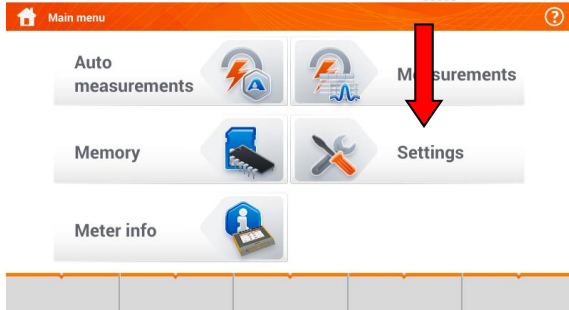 Main menu
?
Auto
measurements
A
Measurements
Memory
Settings
Meter info